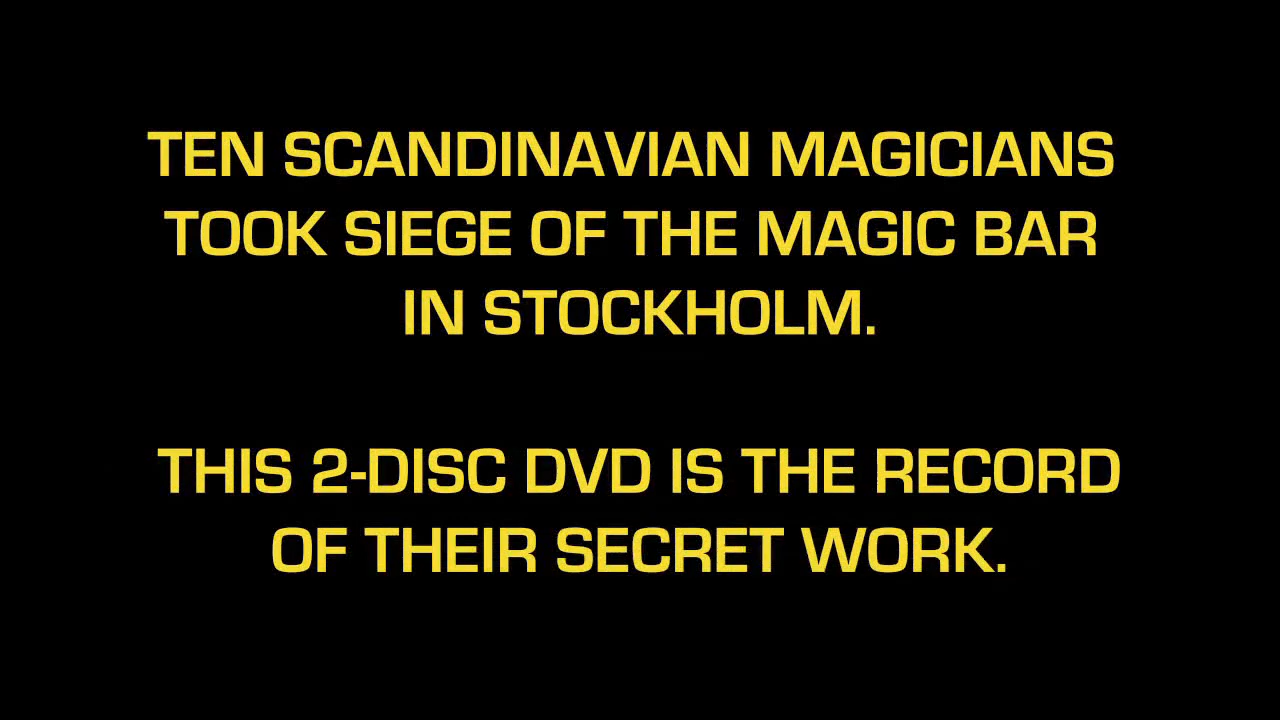 TEN SCANDINAVIAN MAGICIANS
TOOK SIEGE OF THE MAGIC BAR
IN STOCKHOLM.
THIS 2-DISC DVD IS THE RECORD
OF THEIR SECRET WORK.